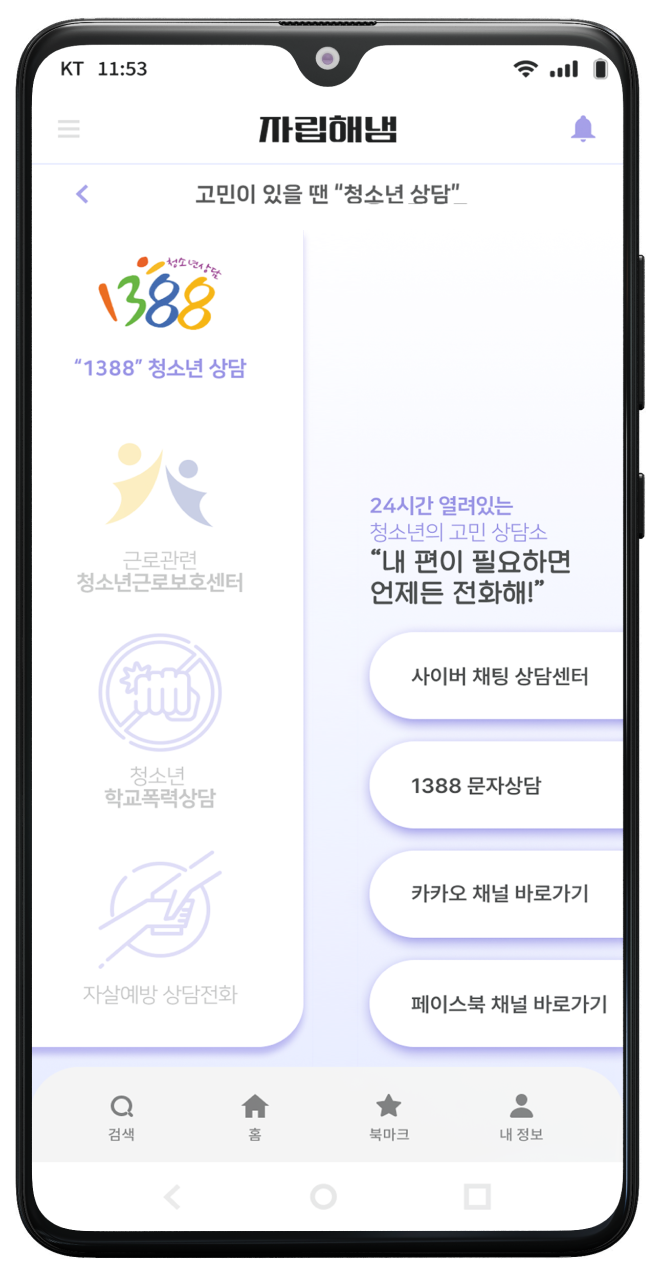 KT 11:53
자립해냄
고민이 있을 땐 “청소년 상담”
청소년상담
1388
“1388” 청소년 상담
근로관련
청소년근로보호센터
청소년
학교폭력상담
자살예방 상담전화
24시간 열려있는
청소년의 고민 상담소
“내 편이 필요하면
언제든 전화해!”
사이버 채팅 상담센터
1388 문자상담
카카오 채널 바로가기
페이스북 채널 바로가기
검색 홈 북마크 내 정보